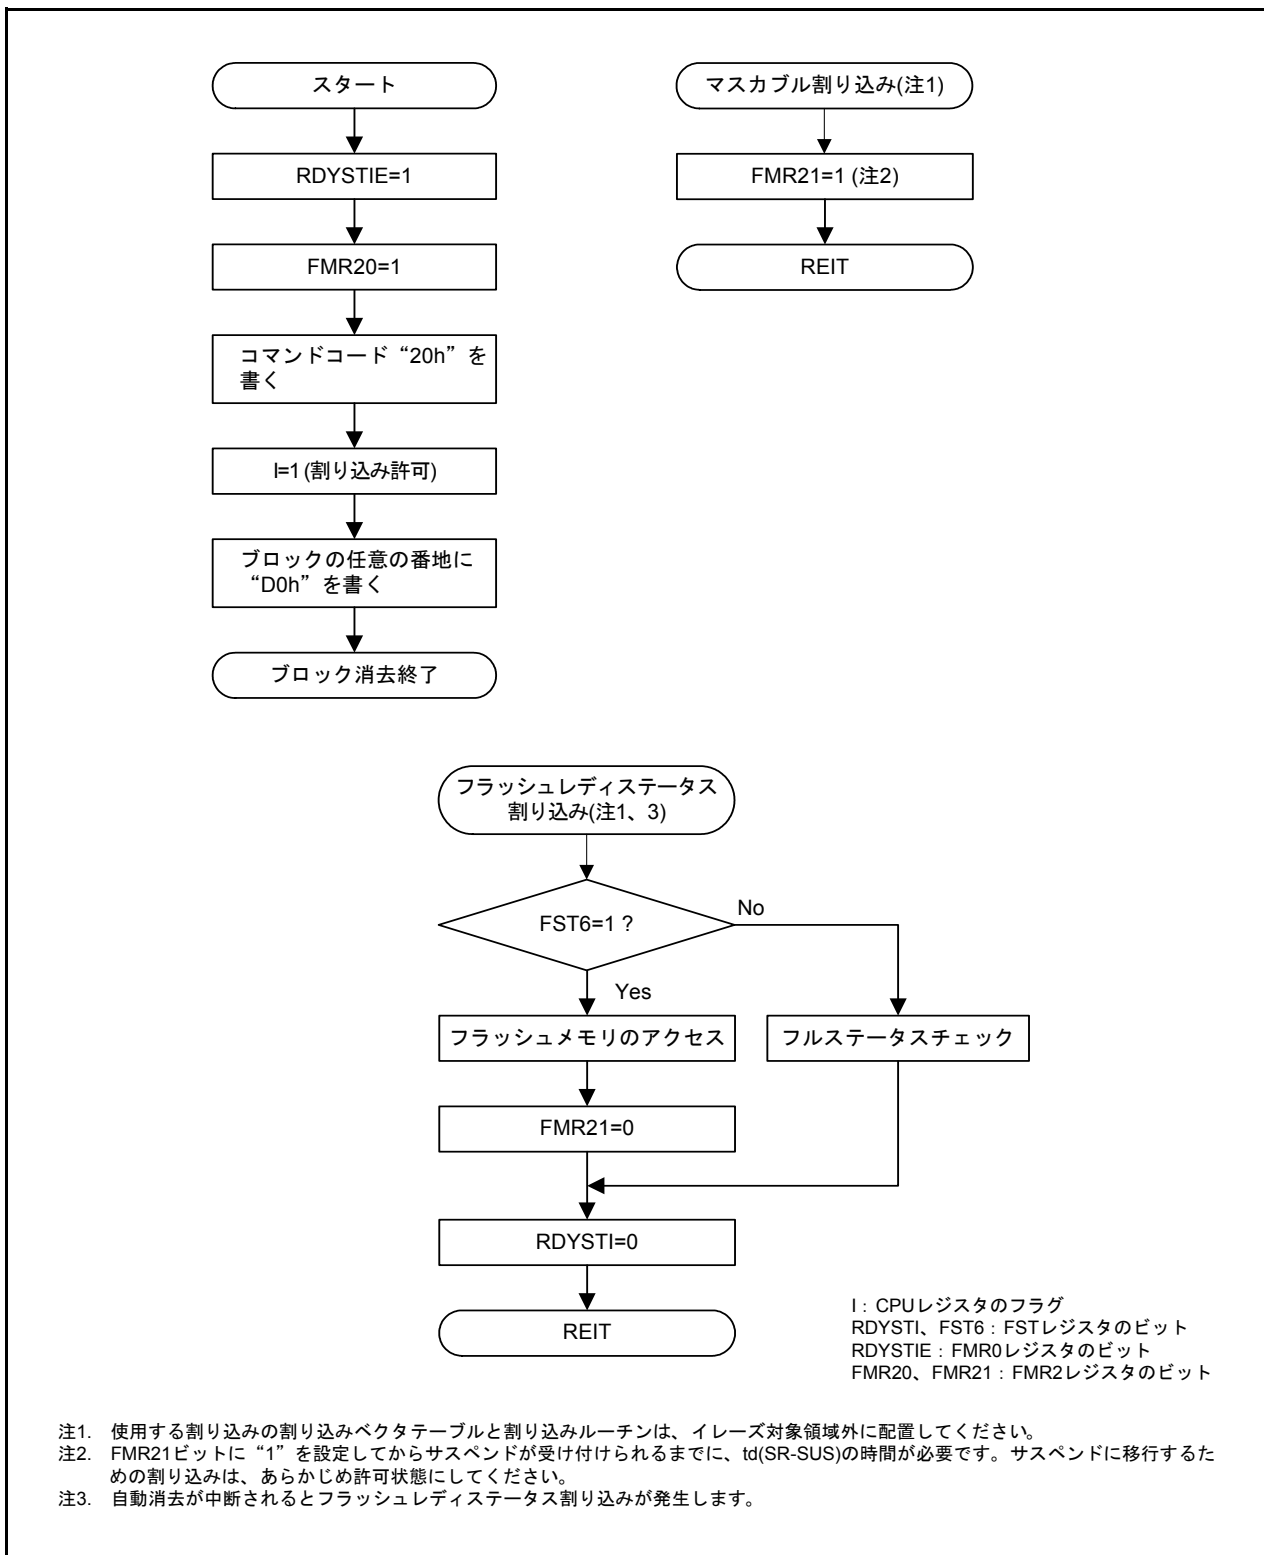 スタート
RDYSTIE=1
FMR20=1
コマンドコード“20h”を
書く
I=1 (割り込み許可)
ブロックの任意の番地に
“D0h”を書く
ブロック消去終了
マスカブル割り込み(注1)
FMR21=1 (注2)
REIT
フラッシュレディステータス
割り込み(注1、3)
FST6=1 ?
No
Yes
フラッシュメモリのアクセス
フルステータスチェック
FMR21=0
RDYSTI=0
REIT
I : CPUレジスタのフラグ
RDYSTI、FST6 : FSTレジスタのビット
RDYSTIE : FMR0レジスタのビット
FMR20、FMR21 : FMR2レジスタのビット
注1. 使用する割り込みの割り込みベクタテーブルと割り込みルーチンは、イレーズ対象領域外に配置してください。
注2. FMR21ビットに“1”を設定してからサスペンドが受け付けられるまでに、td(SR-SUS)の時間が必要です。サスペンドに移行するた
めの割り込みは、あらかじめ許可状態にしてください。
注3. 自動消去が中断されるとフラッシュレディステータス割り込みが発生します。